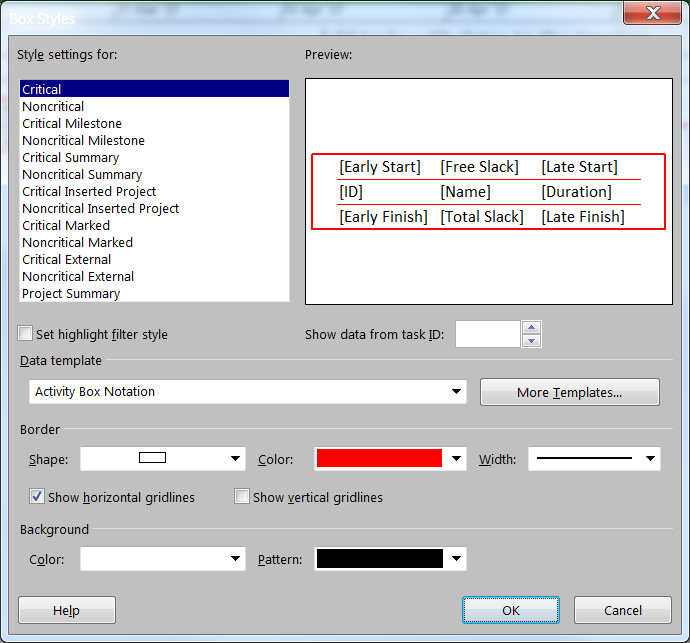 Box Styles
Style settings for:
Preview:
Critical
Noncritical
Critical Milestone
Noncritical Milestone
Critical Summary
Noncritical Summary
Critical Inserted Project
Noncritical Inserted Project
Critical Marked
Noncritical Marked
Critical External
Noncritical External
Project Summary
[Early Start] [Free Slack] [Late Start]
[ID] [Name] [Duration]
[Early Finish] [Total Slack] [Late Finish]
Set highlight filter style
Show data from task ID:
Data template
Activity Box Notation
More Templates...
Border
Shape: Color: Width:
Show horizontal gridlines Show vertical gridlines
Background
Color: Pattern:
Help OK Cancel